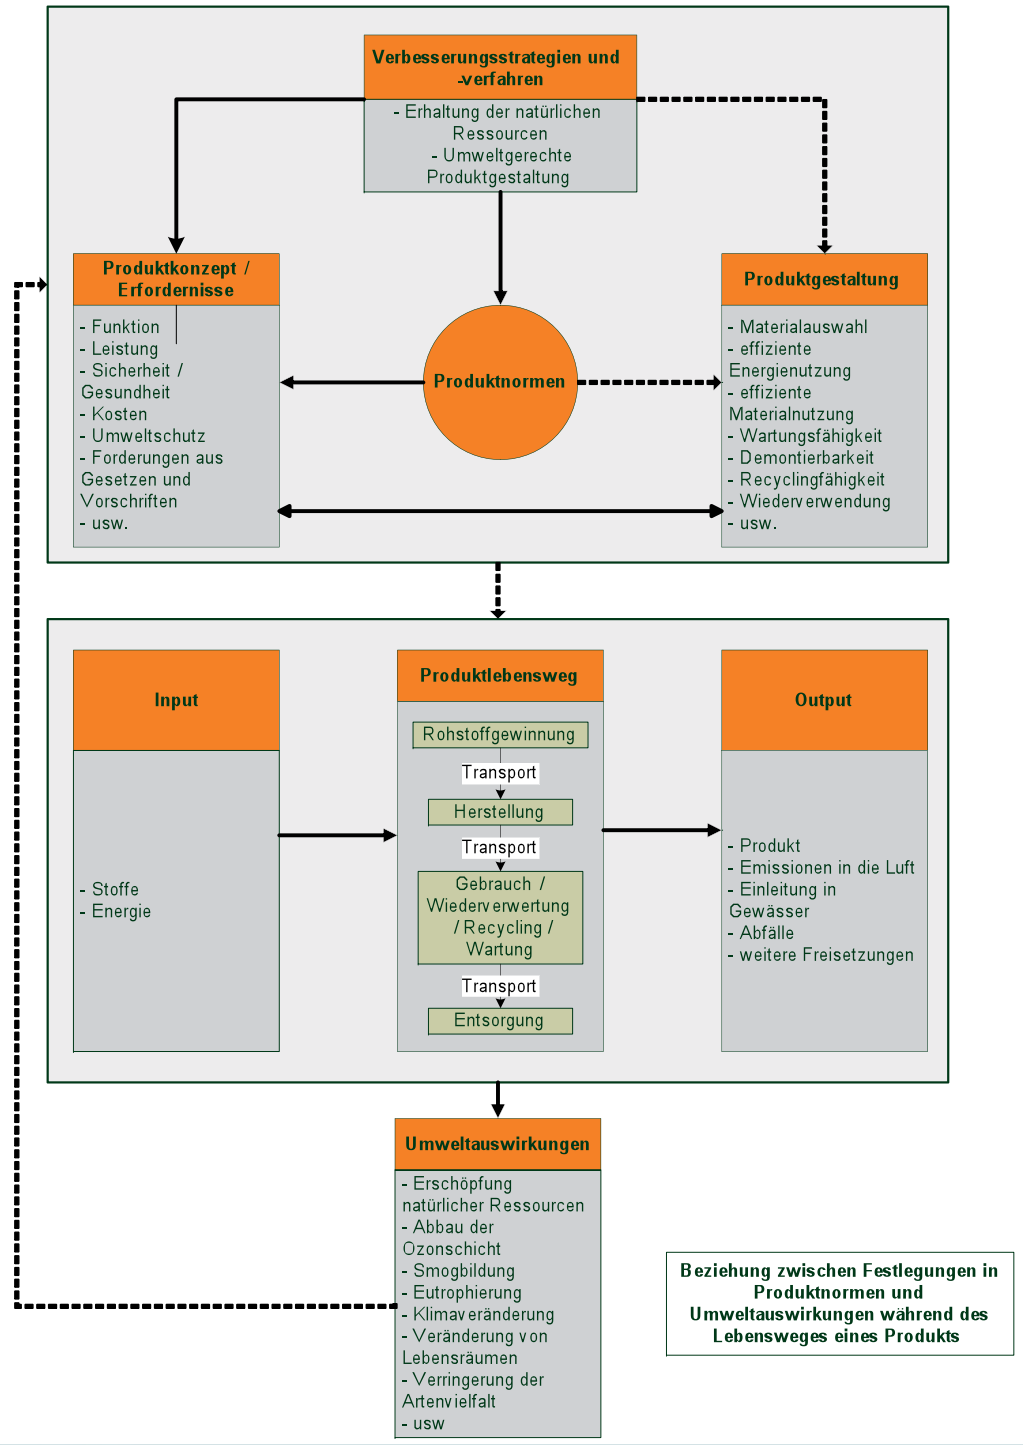 Verbesserungsstrategien und
-verfahren
- Erhaltung der natürlichen
Ressourcen
- Umweltgerechte
Produktgestaltung
Produktkonzept /
Erfordernisse
- Funktion
- Leistung
- Sicherheit /
Gesundheit
- Kosten
- Umweltschutz
- Forderungen aus
Gesetzen und
Vorschriften
- usw.
Produktnormen
Produktgestaltung
- Materialauswahl
- effiziente
Energienutzung
- effiziente
Materialnutzung
- Wartungsfähigkeit
- Demontierbarkeit
- Recyclingfähigkeit
- Wiederverwendung
- usw.
Input
- Stoffe
- Energie
Produktlebensweg
Rohstoffgewinnung
Transport
Herstellung
Transport
Gebrauch /
Wiederverwertung
/ Recycling /
Wartung
Transport
Entsorgung
Output
- Produkt
- Emissionen in die Luft
- Einleitung in
Gewässer
- Abfälle
- weitere Freisetzungen
Umweltauswirkungen
- Erschöpfung
natürlicher Ressourcen
- Abbau der
Ozonschicht
- Smogbildung
- Eutrophierung
- Klimaveränderung
- Veränderung von
Lebensräumen
- Verringerung der
Artenvielfalt
- usw
Beziehung zwischen Festlegungen in
Produktnormen und
Umweltauswirkungen während des
Lebensweges eines Produkts